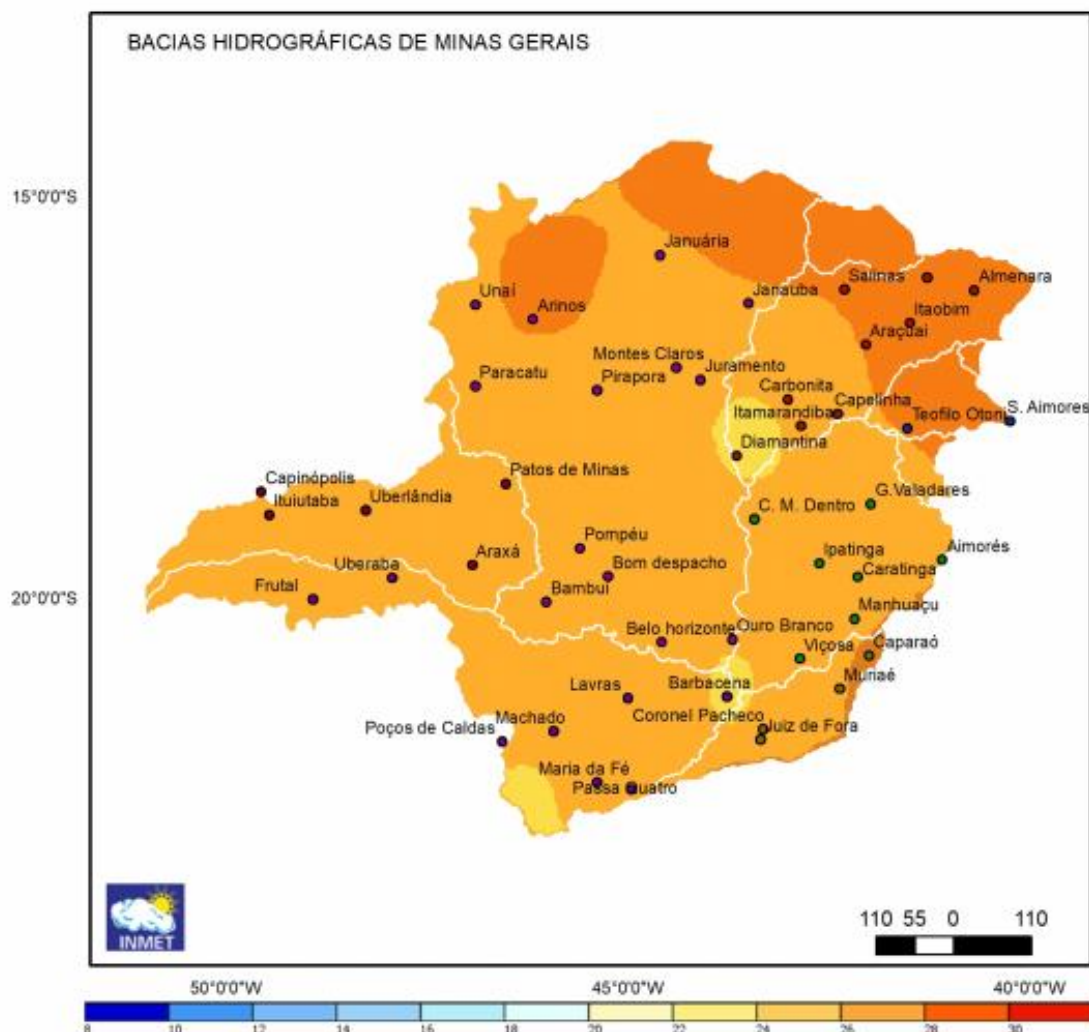 BACIAS HIDROGRÁFICAS DE MINAS GERAIS
15°0'0"S
Januária
Salinas
Almenara
Unaí
Arinos
Janauba
Itaobim
Araçuaí
Montes Claros
Juramento
Paracatu
Pirapora
Carbonita
Capelinha
Itamarandiba
Teofilo Otoni
S. Aimores
Diamantina
Capinópolis
Patos de Minas
Ituiutaba
Uberlândia
G.Valadares
C. M. Dentro
Pompéu
Aimorés
Araxá
Bom despacho
Ipatinga
Uberaba
Caratinga
20°0'0"S
Frutal
Bambuí
Manhuaçu
Belo horizonte
Ouro Branco
Viçosa
Caparaó
Lavras
Barbacena
Muriaé
Machado
Coronel Pacheco
Juiz de Fora
Poços de Caldas
Maria da Fé
Passa Quatro
INMET
110 55 0 110
50°0'0"W 45°0'0"W 40°0'0"W
8 10 12 14 16 18 20 22 24 26 28 30